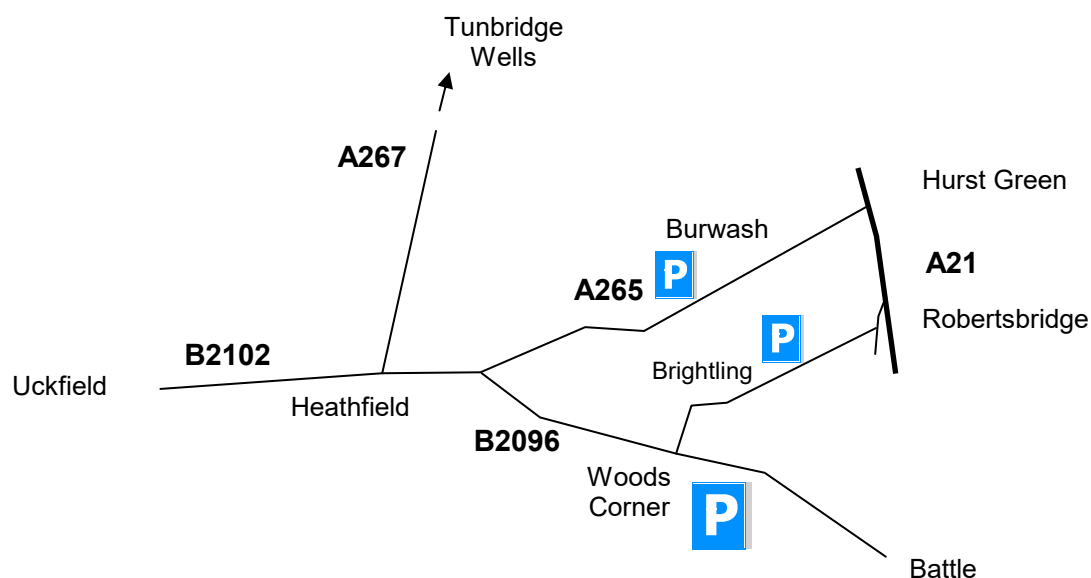 Tunbridge
Wells
A267
Hurst Green
Burwash
P
A265
A21
Robertsbridge
P
B2102
Brightling
Uckfield
Heathfield
B2096
Woods
Corner
P
Battle